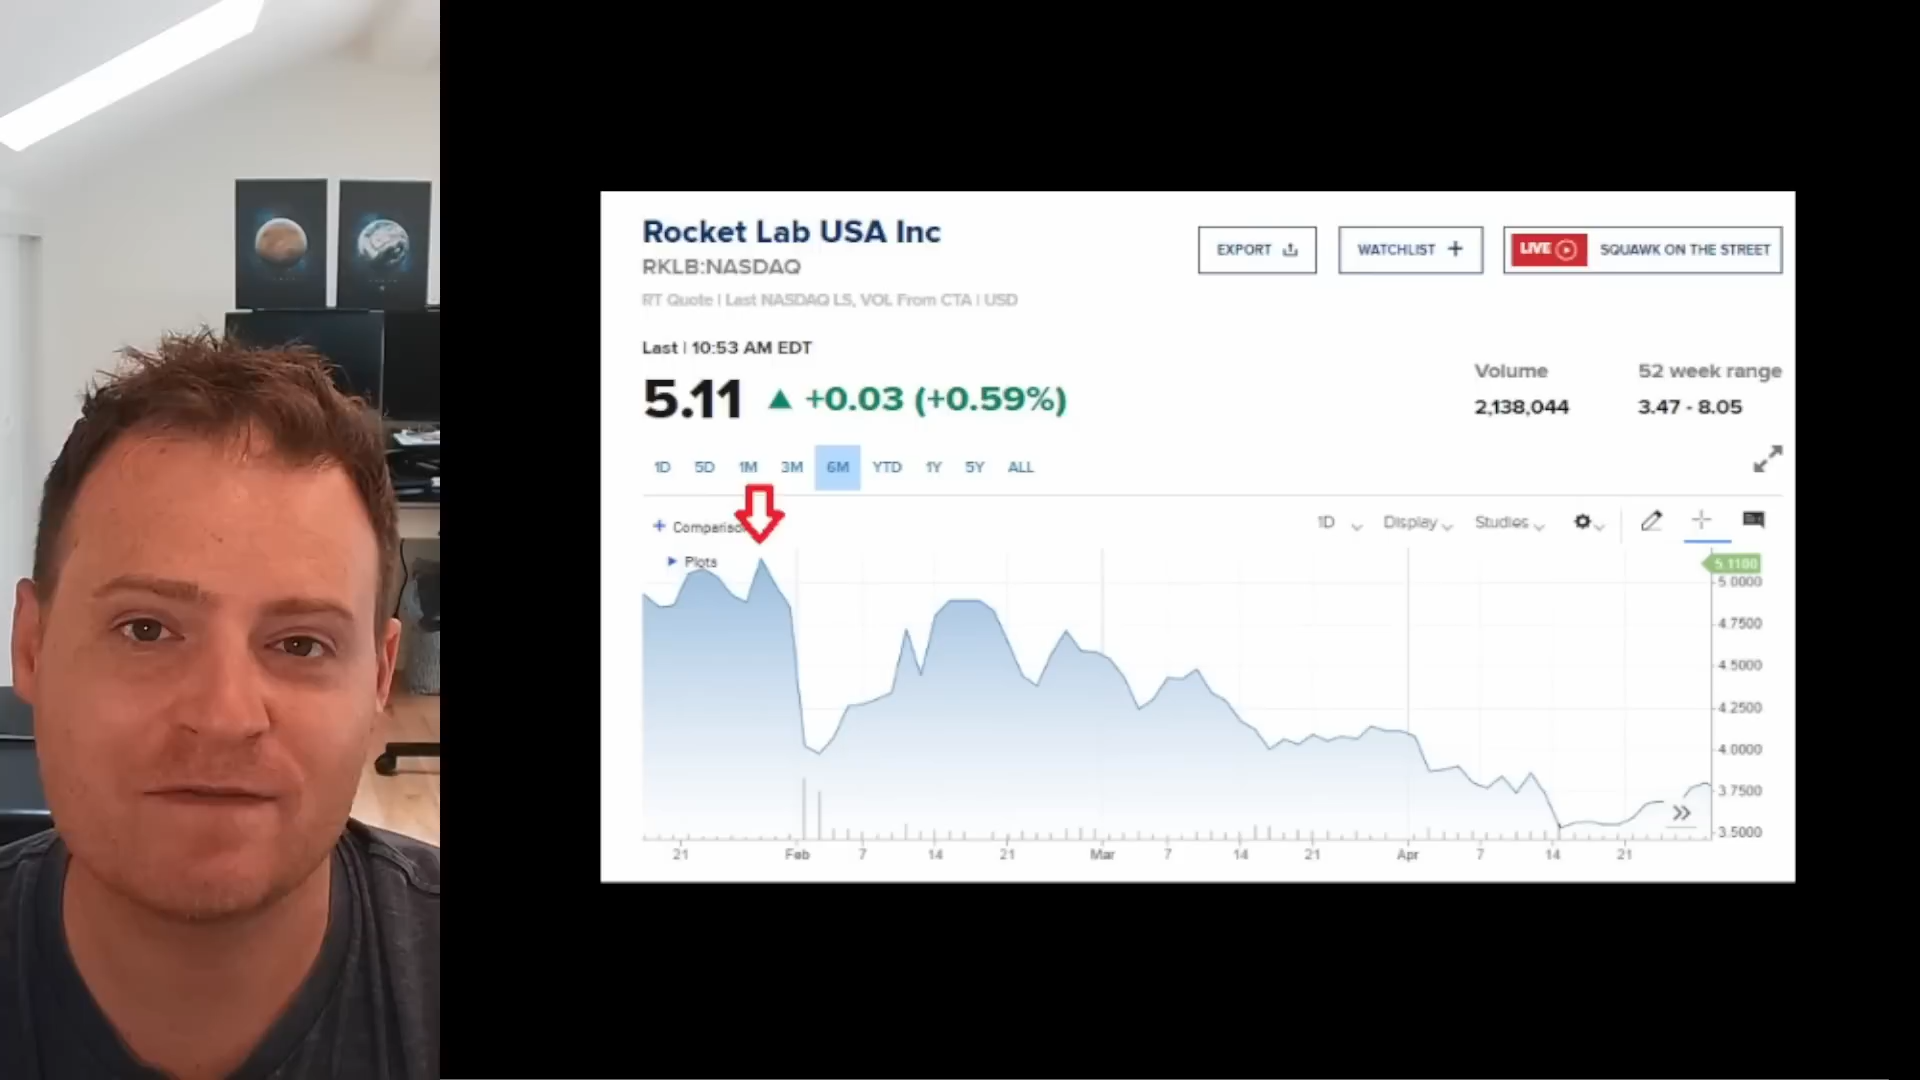 Rocket Lab USA Inc
RKLB:NASDAQ
RT Quote | Last NASDAQ LS, VOL From CTA | USD
EXPORT
WATCHLIST +
LIVE SQUAWK ON THE STREET
Last | 10:53 AM EDT
5.11 ▲ +0.03 (+0.59%)
Volume 52 week range
2,138,044 3.47 - 8.05
1D 5D 1M 3M 6M YTD 1Y 5Y ALL
+ Comparison
1D Display Studies
Plots
5.1100
5.0000
4.7500
4.5000
4.2500
4.0000
3.7500
3.5000
21 Feb 7 14 21 Mar 7 14 21 Apr 7 14 21